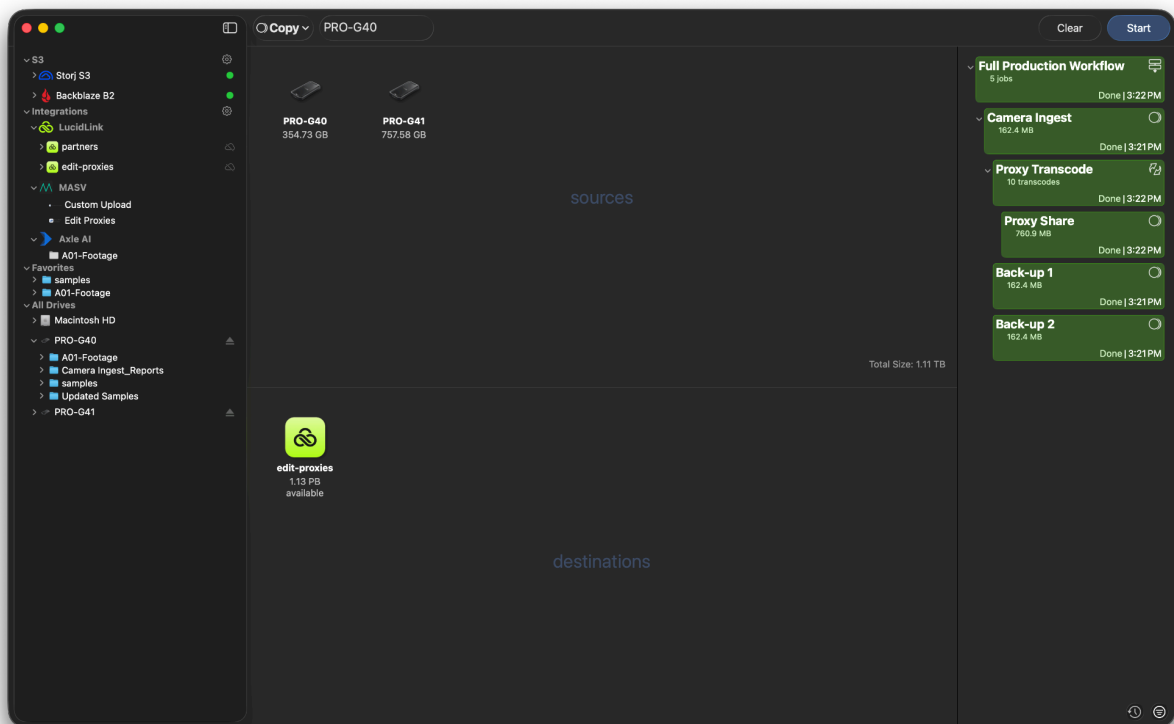 Copy
PRO-G40
Clear
Start
S3
Storj S3
Backblaze B2
Integrations
LucidLink
partners
edit-proxies
MASV
Custom Upload
Edit Proxies
Axle AI
A01-Footage
Favorites
samples
A01-Footage
All Drives
Macintosh HD
PRO-G40
A01-Footage
Camera Ingest_Reports
samples
Updated Samples
PRO-G41
PRO-G40
354.73 GB
PRO-G41
757.58 GB
sources
Total Size: 1.11 TB
edit-proxies
1.13 PB
available
destinations
Full Production Workflow
5 jobs
Done | 3:22 PM
Camera Ingest
162.4 MB
Done | 3:21 PM
Proxy Transcode
10 transcodes
Done | 3:22 PM
Proxy Share
760.9 MB
Done | 3:22 PM
Back-up 1
162.4 MB
Done | 3:21 PM
Back-up 2
162.4 MB
Done | 3:21 PM